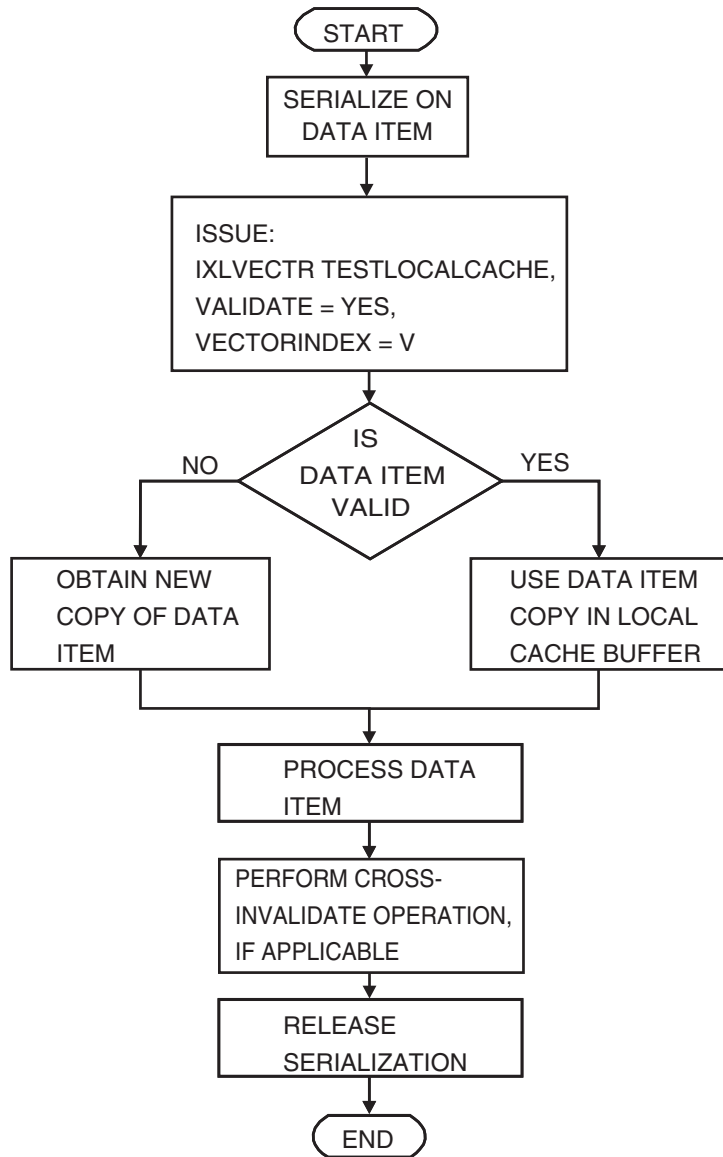 START
SERIALIZE ON
DATA ITEM
ISSUE:
IXLVECTR TESTLOCALCACHE,
VALIDATE = YES,
VECTORINDEX = V
IS
DATA ITEM
VALID
NO
YES
OBTAIN NEW
COPY OF DATA
ITEM
USE DATA ITEM
COPY IN LOCAL
CACHE BUFFER
PROCESS DATA
ITEM
PERFORM CROSS-
INVALIDATE OPERATION,
IF APPLICABLE
RELEASE
SERIALIZATION
END